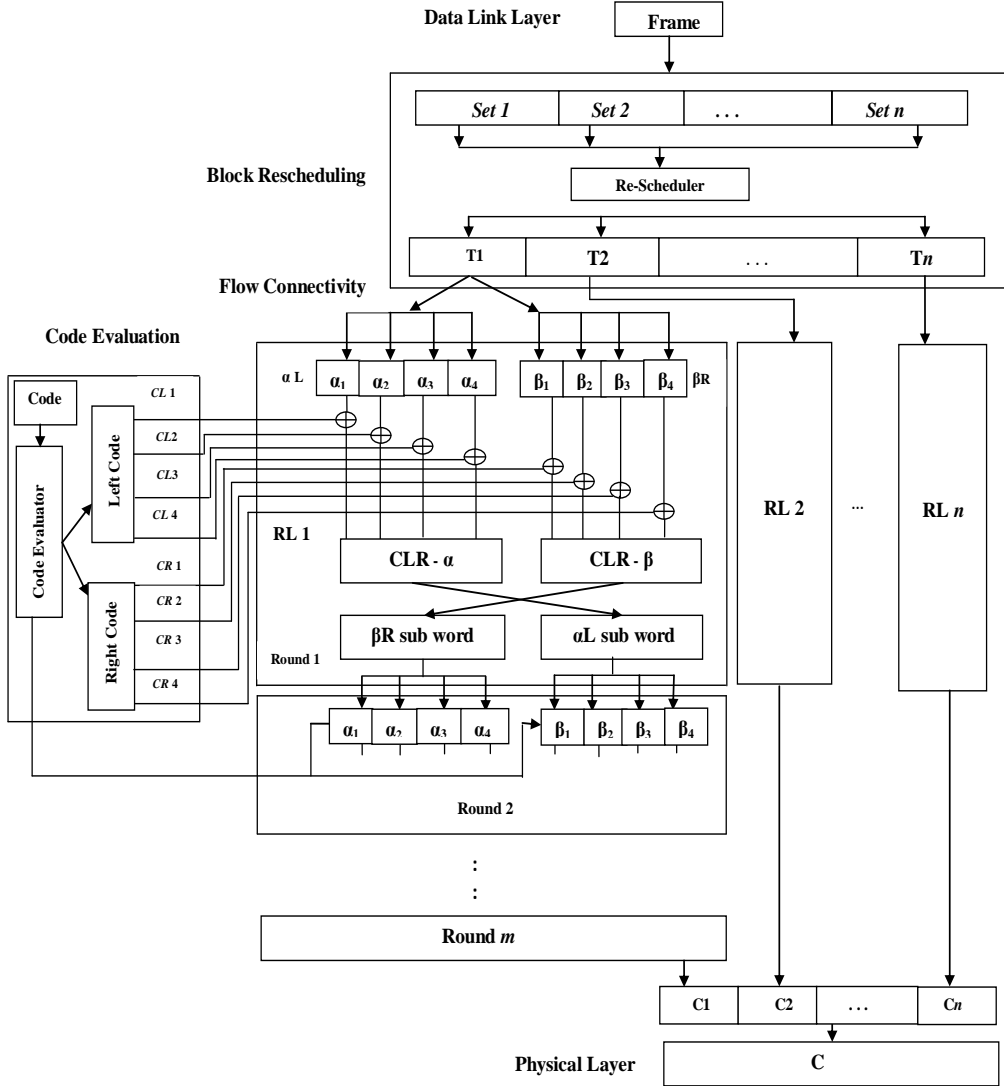 Data Link Layer
Frame
Set 1 Set 2 . . . Set n
Block Rescheduling
Re-Scheduler
T1 T2 . . . Tn
Flow Connectivity
Code Evaluation
α L α₁ α₂ α₃ α₄ β₁ β₂ β₃ β₄ βR
Code
CL 1
CL2
CL3
CL 4
Left Code
Code Evaluator
CR 1
CR 2
CR 3
CR 4
Right Code
RL 1
RL 2
...
RL n
CLR - α CLR - β
βR sub word αL sub word
Round 1
α₁ α₂ α₃ α₄ β₁ β₂ β₃ β₄
Round 2
:
:
Round m
C1 C2 . . . Cn
Physical Layer
C